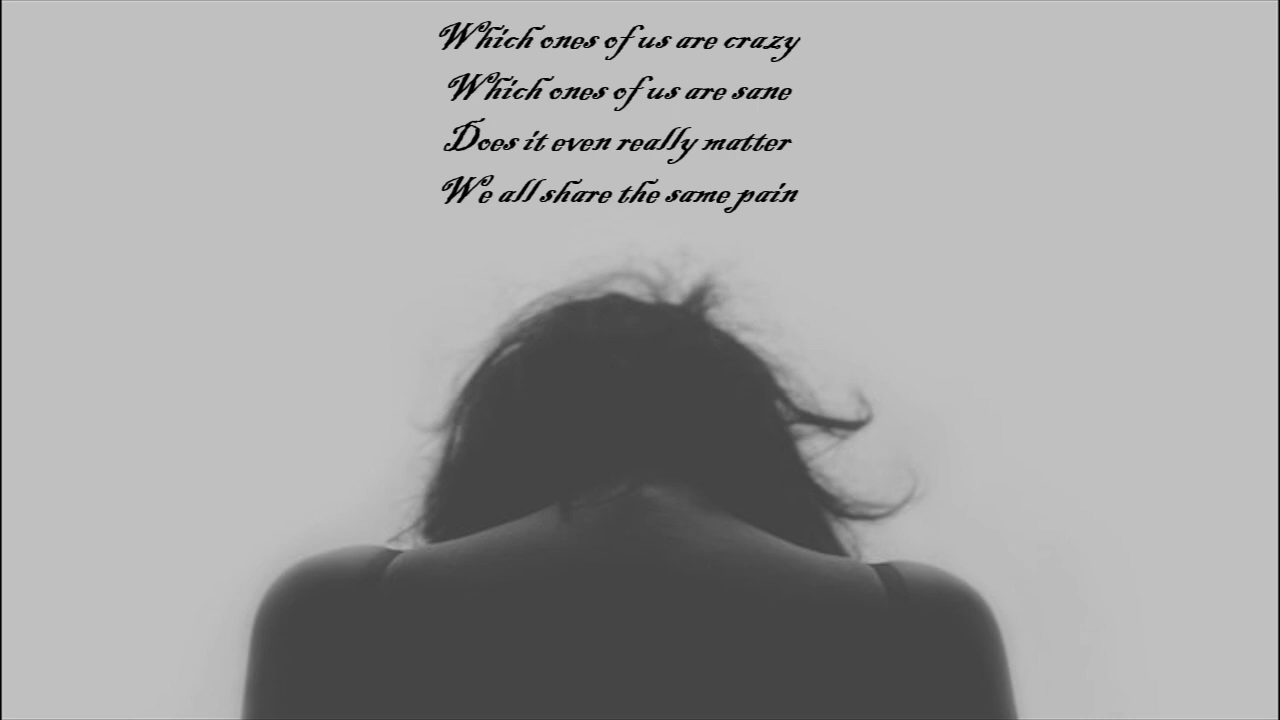 Which ones of us are crazy
Which ones of us are sane
Does it even really matter
We all share the same pain